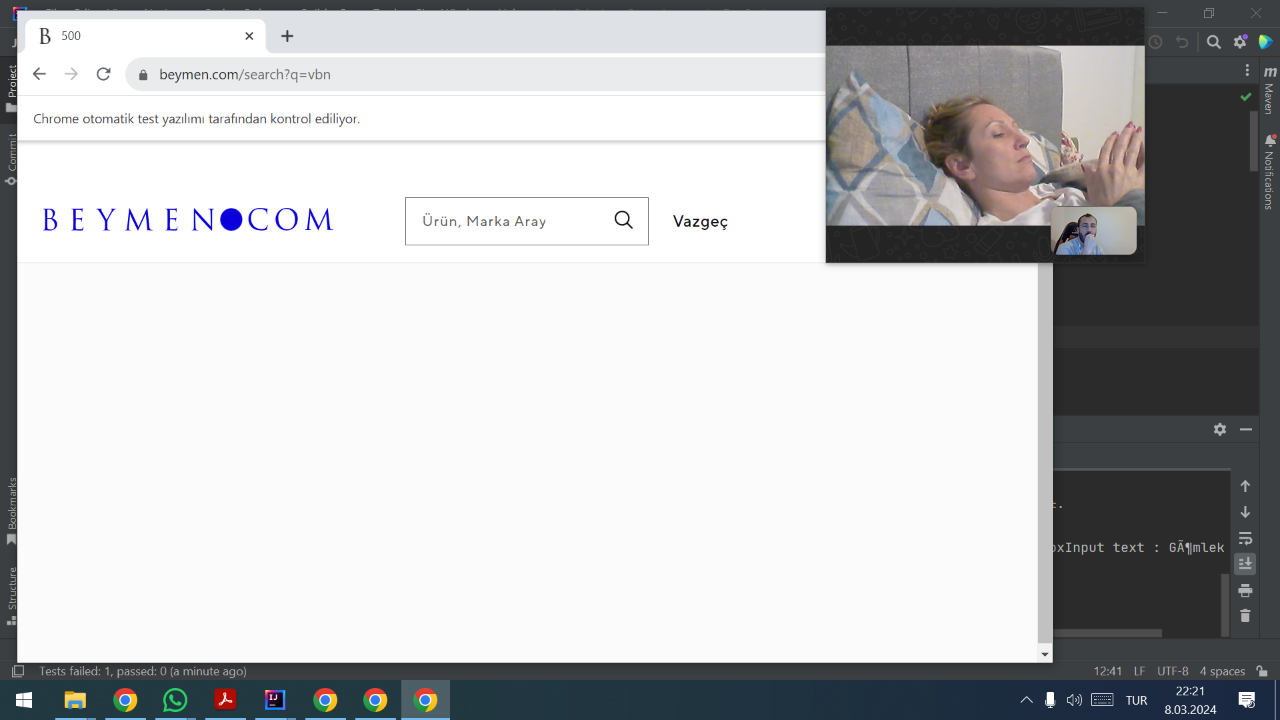 500
beymen.com/search?q=vbn
Chrome otomatik test yazılımı tarafından kontrol ediliyor.
BEYMEN COM
Ürün, Marka Aray
Vazgeç
Project
Commit
Bookmarks
Structure
m
Maven
Notifications
oxInput text : GÃ¶mlek
Tests failed: 1, passed: 0 (a minute ago)
12:41 LF UTF-8 4 spaces
TUR
22:21
8.03.2024